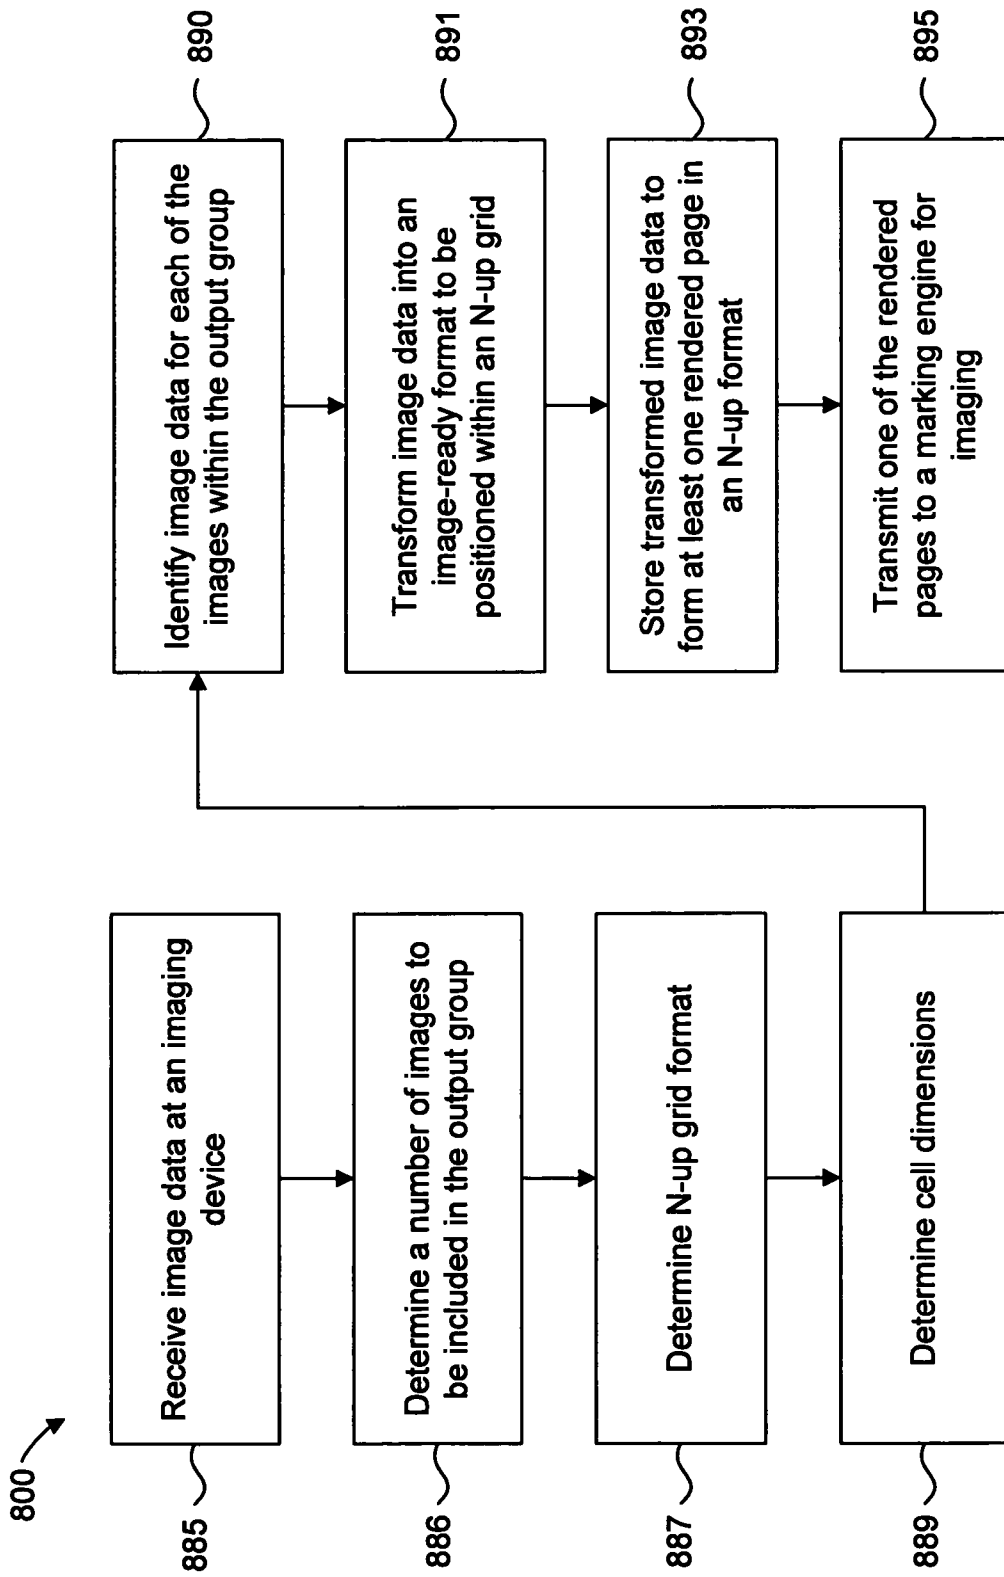 800
885
Receive image data at an imaging
device
886
Determine a number of images to
be included in the output group
887
Determine N-up grid format
889
Determine cell dimensions
890
Identify image data for each of the
images within the output group
891
Transform image data into an
image-ready format to be
positioned within an N-up grid
893
Store transformed image data to
form at least one rendered page in
an N-up format
895
Transmit one of the rendered
pages to a marking engine for
imaging